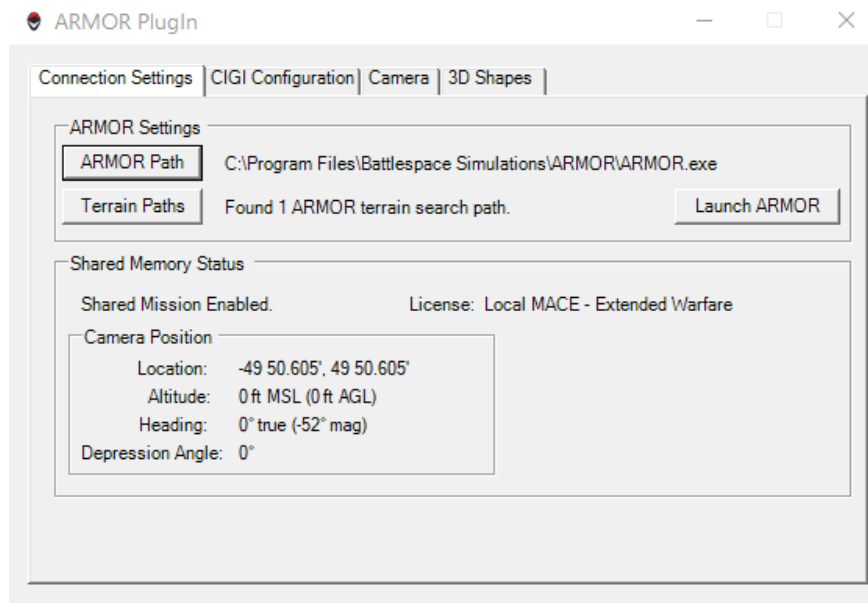 ARMOR PlugIn
Connection Settings CIGI Configuration Camera 3D Shapes
ARMOR Settings
ARMOR Path C:\Program Files\Battlespace Simulations\ARMOR\ARMOR.exe
Terrain Paths Found 1 ARMOR terrain search path. Launch ARMOR
Shared Memory Status
Shared Mission Enabled. License: Local MACE - Extended Warfare
Camera Position
Location: -49 50.605', 49 50.605'
Altitude: 0 ft MSL (0 ft AGL)
Heading: 0° true (-52° mag)
Depression Angle: 0°